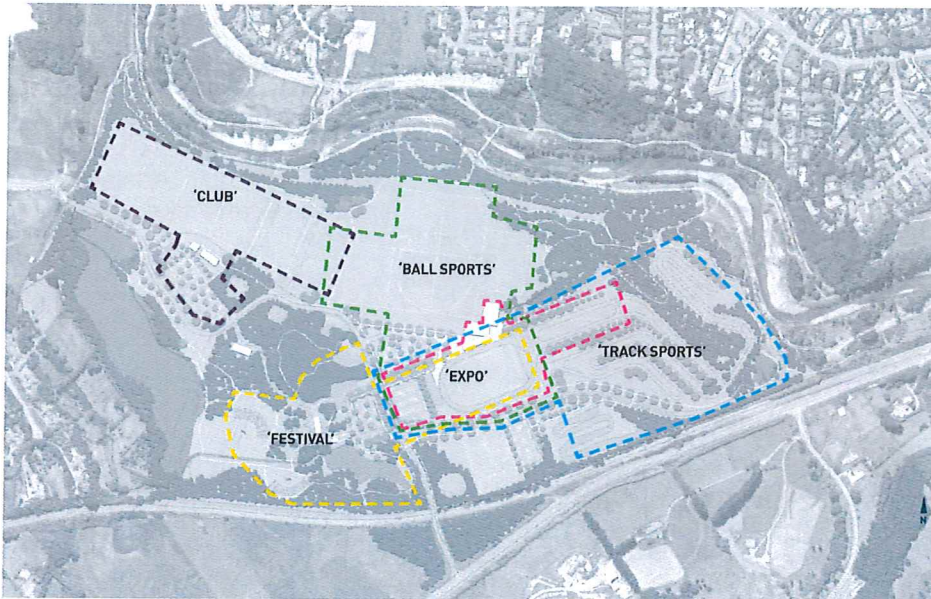 'CLUB'
'BALL SPORTS'
'TRACK SPORTS'
'EXPO'
'FESTIVAL'
N